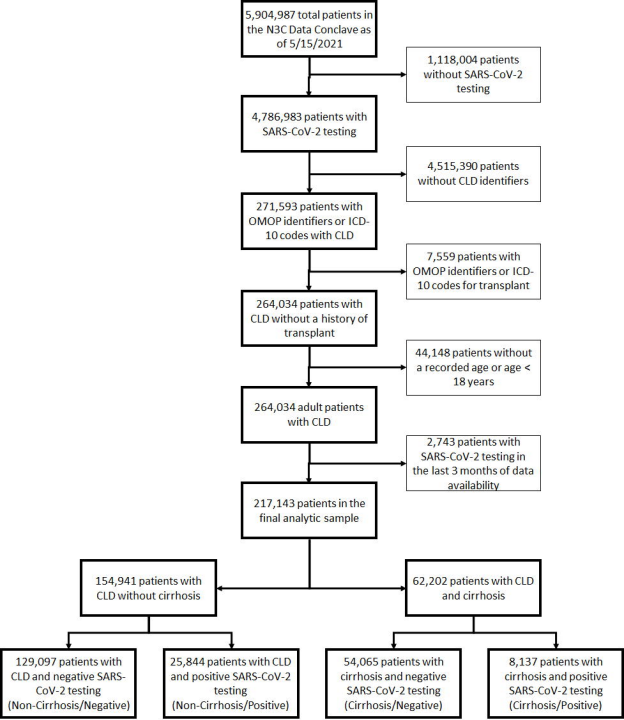 5,904,987 total patients in
the N3C Data Conclave as
of 5/15/2021
1,118,004 patients
without SARS-CoV-2
testing
4,786,983 patients with
SARS-CoV-2 testing
4,515,390 patients
without CLD identifiers
271,593 patients with
OMOP identifiers or ICD-
10 codes with CLD
7,559 patients with
OMOP identifiers or ICD-
10 codes for transplant
264,034 patients with
CLD without a history of
transplant
44,148 patients without
a recorded age or age <
18 years
264,034 adult patients
with CLD
2,743 patients with
SARS-CoV-2 testing in
the last 3 months of data
availability
217,143 patients in the
final analytic sample
154,941 patients with
CLD without cirrhosis
62,202 patients with CLD
and cirrhosis
129,097 patients with
CLD and negative SARS-
CoV-2 testing
(Non-Cirrhosis/Negative)
25,844 patients with CLD
and positive SARS-CoV-2
testing
(Non-Cirrhosis/Positive)
54,065 patients with
cirrhosis and negative
SARS-CoV-2 testing
(Cirrhosis/Negative)
8,137 patients with
cirrhosis and positive
SARS-CoV-2 testing
(Cirrhosis/Positive)